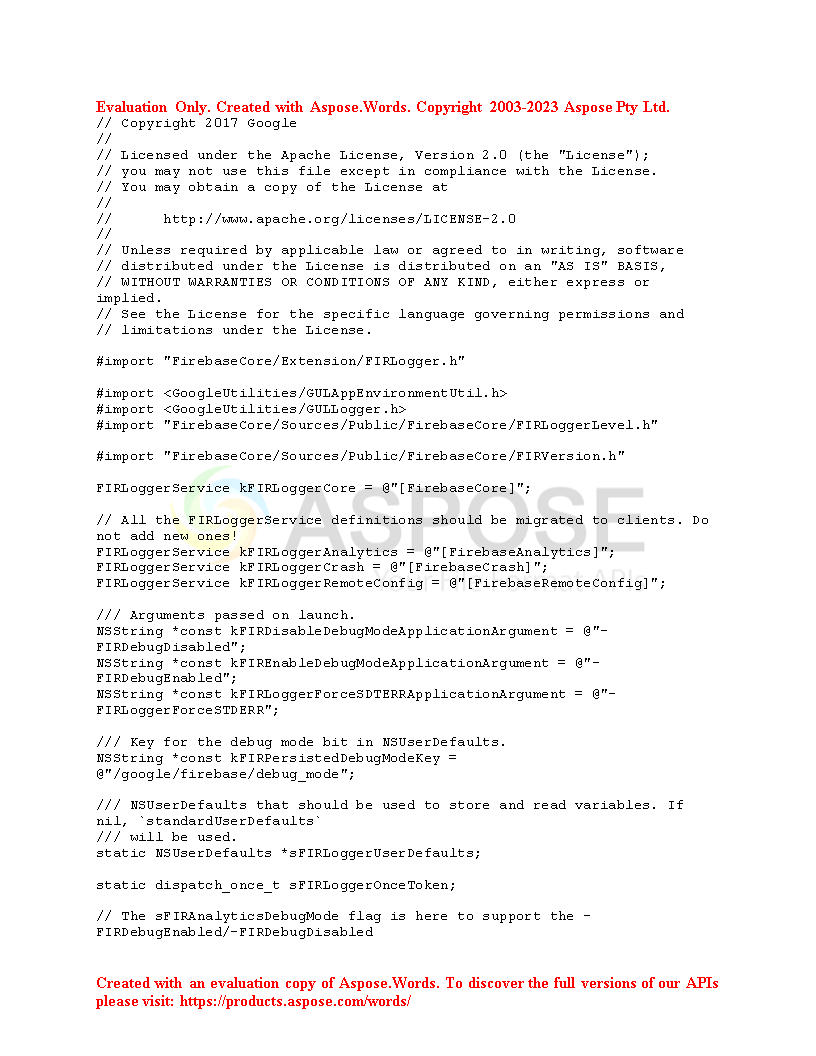 Evaluation Only. Created with Aspose.Words. Copyright 2003-2023 Aspose Pty Ltd.
// Copyright 2017 Google
//
// Licensed under the Apache License, Version 2.0 (the "License");
// you may not use this file except in compliance with the License.
// You may obtain a copy of the License at
//
//      http://www.apache.org/licenses/LICENSE-2.0
//
// Unless required by applicable law or agreed to in writing, software
// distributed under the License is distributed on an "AS IS" BASIS,
// WITHOUT WARRANTIES OR CONDITIONS OF ANY KIND, either express or
implied.
// See the License for the specific language governing permissions and
// limitations under the License.

#import "FirebaseCore/Extension/FIRLogger.h"

#import <GoogleUtilities/GULAppEnvironmentUtil.h>
#import <GoogleUtilities/GULLogger.h>
#import "FirebaseCore/Sources/Public/FirebaseCore/FIRLoggerLevel.h"

#import "FirebaseCore/Sources/Public/FirebaseCore/FIRVersion.h"

FIRLoggerService kFIRLoggerCore = @"[FirebaseCore]";
ASPOSE

// All the FIRLoggerService definitions should be migrated to clients. Do
not add new ones!
FIRLoggerService kFIRLoggerAnalytics = @"[FirebaseAnalytics]";
FIRLoggerService kFIRLoggerCrash = @"[FirebaseCrash]";
FIRLoggerService kFIRLoggerRemoteConfig = @"[FirebaseRemoteConfig]";

/// Arguments passed on launch.
NSString *const kFIRDisableDebugModeApplicationArgument = @"-
FIRDebugDisabled";
NSString *const kFIREnableDebugModeApplicationArgument = @"-
FIRDebugEnabled";
NSString *const kFIRLoggerForceSDTERRApplicationArgument = @"-
FIRLoggerForceSTDERR";

/// Key for the debug mode bit in NSUserDefaults.
NSString *const kFIRPersistedDebugModeKey =
@"/google/firebase/debug_mode";

/// NSUserDefaults that should be used to store and read variables. If
nil, `standardUserDefaults`
/// will be used.
static NSUserDefaults *sFIRLoggerUserDefaults;

static dispatch_once_t sFIRLoggerOnceToken;

// The sFIRAnalyticsDebugMode flag is here to support the -
FIRDebugEnabled/-FIRDebugDisabled
Created with an evaluation copy of Aspose.Words. To discover the full versions of our APIs
please visit: https://products.aspose.com/words/